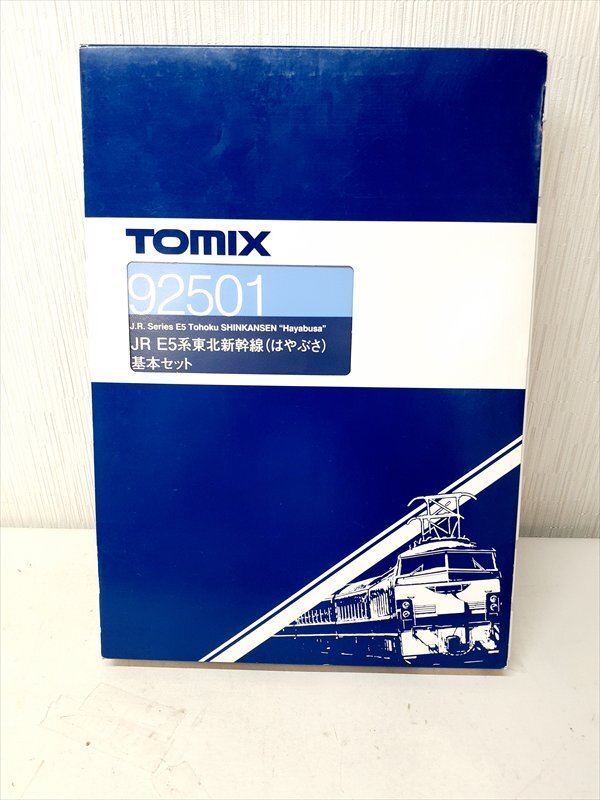 TOMIX
92501
J.R. Series E5 Tohoku SHINKANSEN "Hayabusa"
JR E5系東北新幹線(はやぶさ)
基本セット